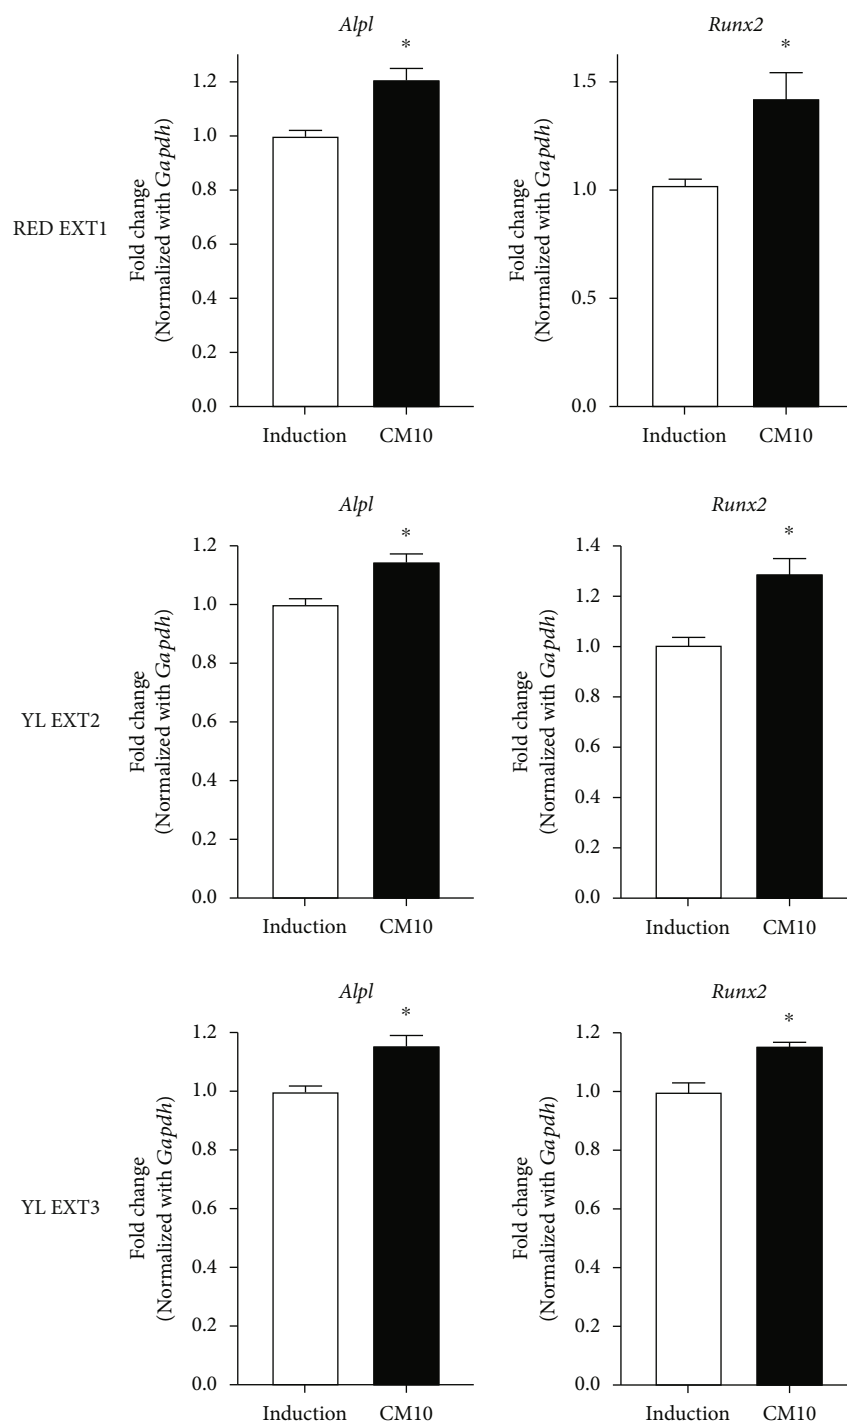 Alpl
*
1.2
1.0
0.8
0.6
0.4
0.2
0.0
Fold change
(Normalized with Gapdh)
Induction
CM10
Runx2
*
1.5
1.0
0.5
0.0
Fold change
(Normalized with Gapdh)
Induction
CM10
RED EXT1
Alpl
*
1.2
1.0
0.8
0.6
0.4
0.2
0.0
Fold change
(Normalized with Gapdh)
Induction
CM10
Runx2
*
1.4
1.2
1.0
0.8
0.6
0.4
0.2
0.0
Fold change
(Normalized with Gapdh)
Induction
CM10
YL EXT2
Alpl
*
1.2
1.0
0.8
0.6
0.4
0.2
0.0
Fold change
(Normalized with Gapdh)
Induction
CM10
Runx2
*
1.2
1.0
0.8
0.6
0.4
0.2
0.0
Fold change
(Normalized with Gapdh)
Induction
CM10
YL EXT3